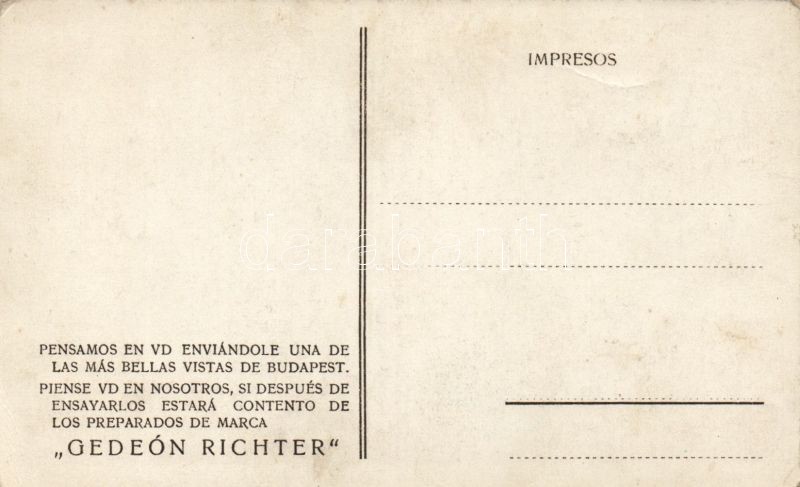 IMPRESOS
PENSAMOS EN VD ENVIÁNDOLE UNA DE
LAS MÁS BELLAS VISTAS DE BUDAPEST.
PIENSE VD EN NOSOTROS, SI DESPUÉS DE
ENSAYARLOS ESTARÁ CONTENTO DE
LOS PREPARADOS DE MARCA
„GEDEÓN RICHTER“
darabanth